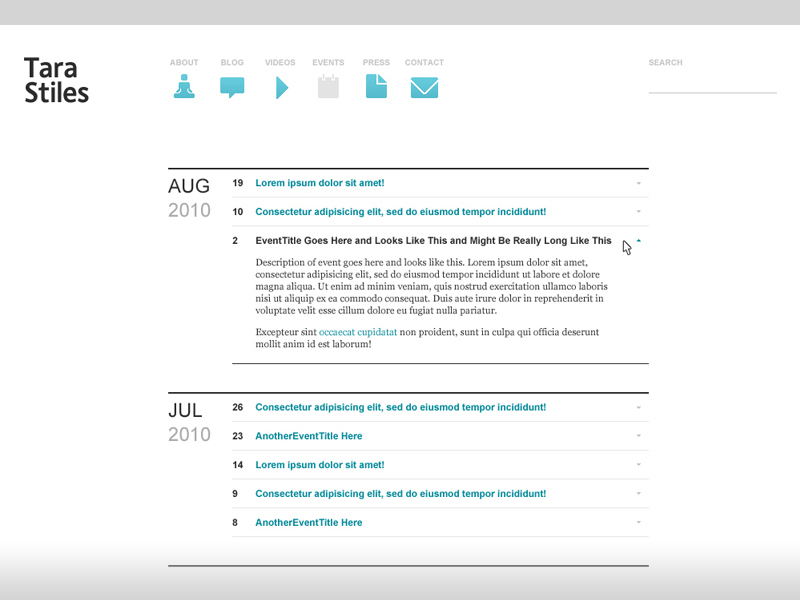 Tara
Stiles
ABOUT BLOG VIDEOS EVENTS PRESS CONTACT SEARCH
AUG
2010
19 Lorem ipsum dolor sit amet!
10 Consectetur adipisicing elit, sed do eiusmod tempor incididunt!
2 EventTitle Goes Here and Looks Like This and Might Be Really Long Like This
Description of event goes here and looks like this. Lorem ipsum dolor sit amet,
consectetur adipisicing elit, sed do eiusmod tempor incididunt ut labore et dolore
magna aliqua. Ut enim ad minim veniam, quis nostrud exercitation ullamco laboris
nisi ut aliquip ex ea commodo consequat. Duis aute irure dolor in reprehenderit in
voluptate velit esse cillum dolore eu fugiat nulla pariatur.
Excepteur sint occaecat cupidatat non proident, sunt in culpa qui officia deserunt
mollit anim id est laborum!
JUL
2010
26 Consectetur adipisicing elit, sed do eiusmod tempor incididunt!
23 AnotherEventTitle Here
14 Lorem ipsum dolor sit amet!
9 Consectetur adipisicing elit, sed do eiusmod tempor incididunt!
8 AnotherEventTitle Here